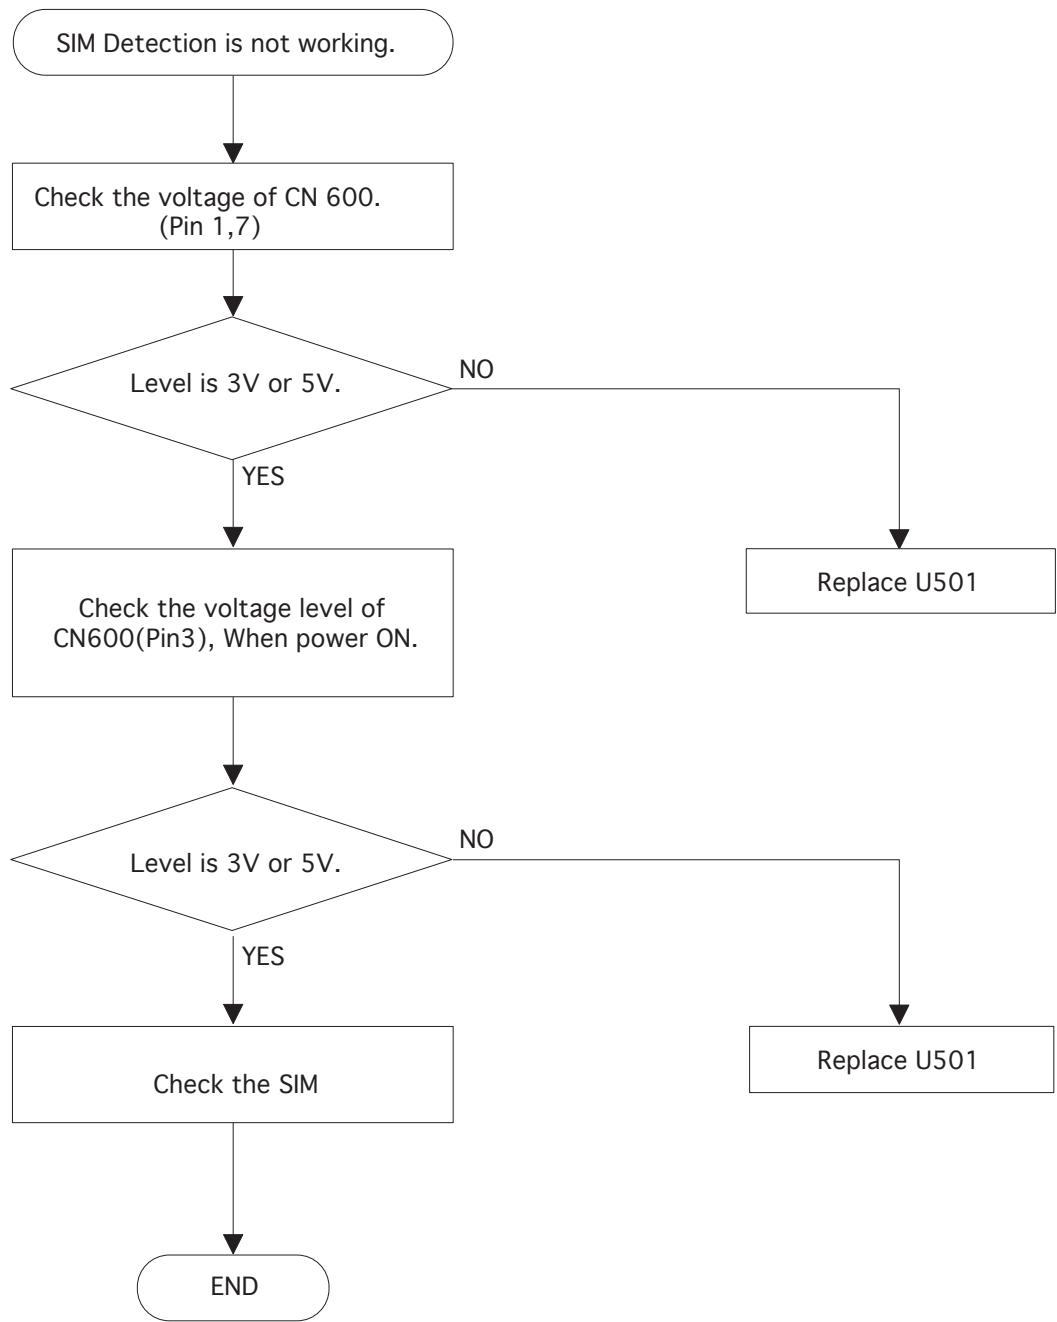 SIM Detection is not working.
Check the voltage of CN 600.
(Pin 1,7)
Level is 3V or 5V.
NO
YES
Replace U501
Check the voltage level of
CN600(Pin3), When power ON.
Level is 3V or 5V.
NO
YES
Replace U501
Check the SIM
END